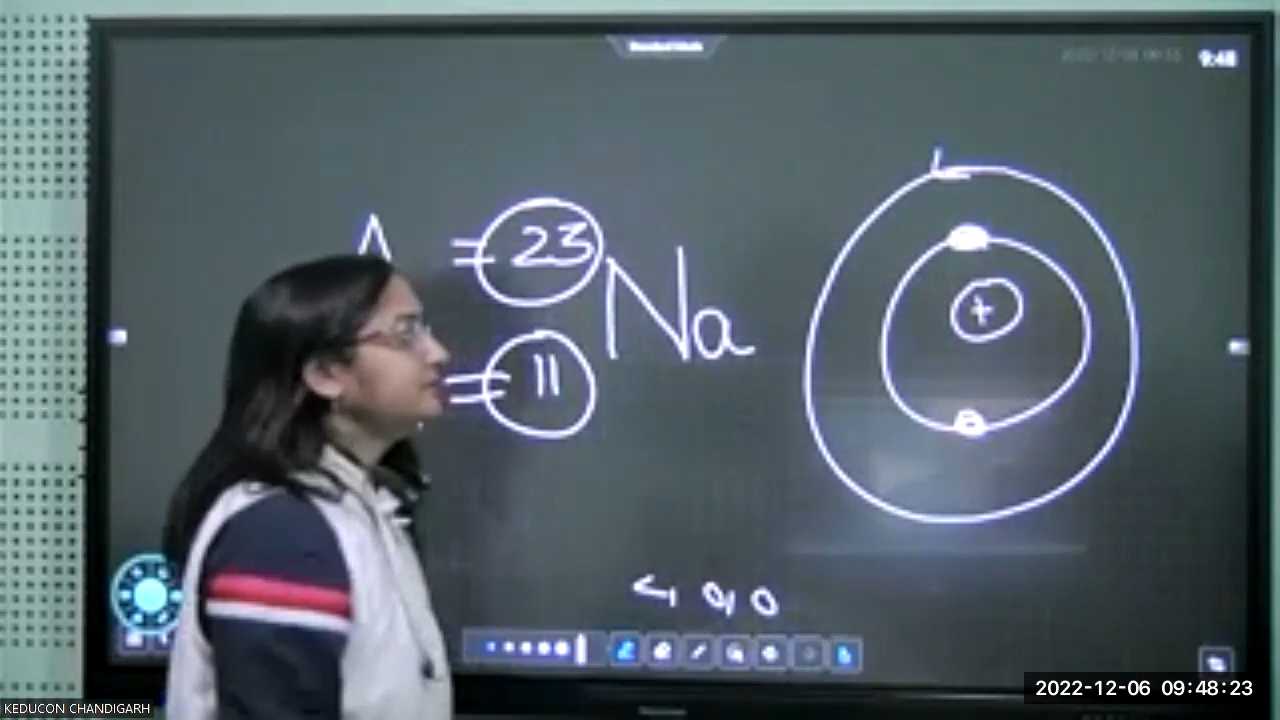 9:48
L
A = 23
Na
+
= 11
2022-12-06 09:48:23
KEDUCON CHANDIGARH